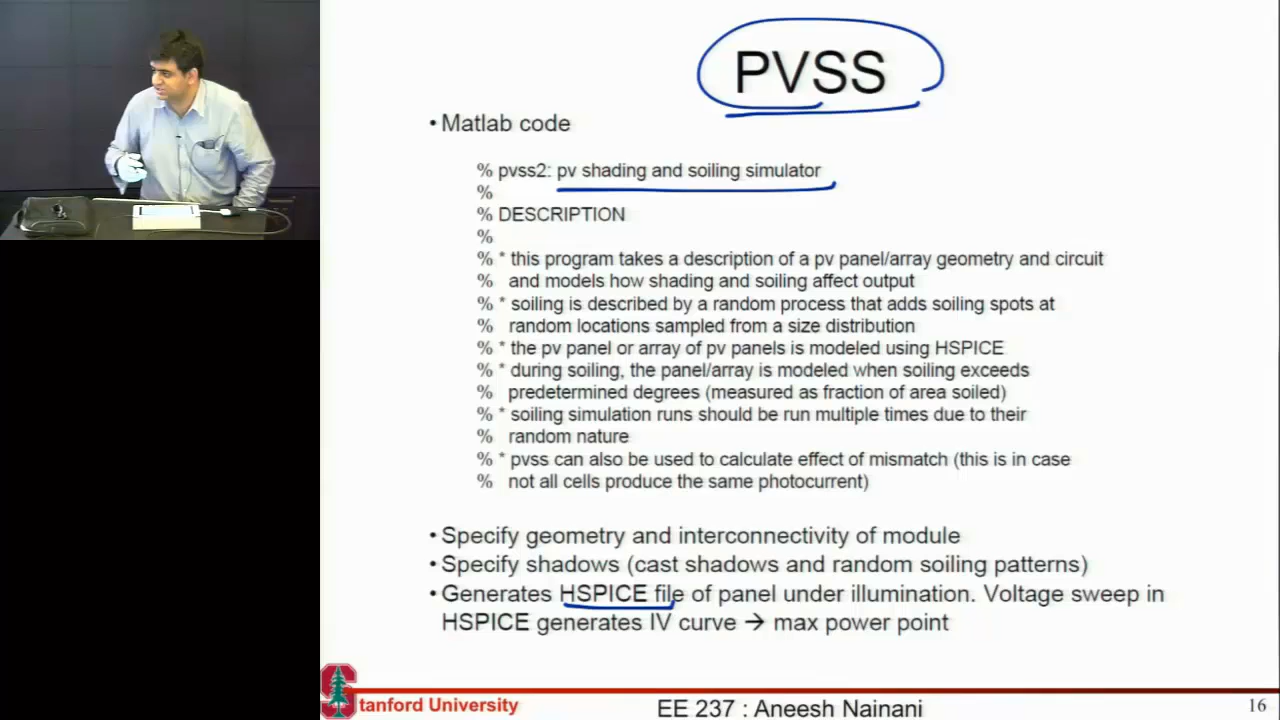 PVSS
• Matlab code
% pvss2: pv shading and soiling simulator
%
% DESCRIPTION
%
% * this program takes a description of a pv panel/array geometry and circuit
% and models how shading and soiling affect output
% * soiling is described by a random process that adds soiling spots at
% random locations sampled from a size distribution
% * the pv panel or array of pv panels is modeled using HSPICE
% * during soiling, the panel/array is modeled when soiling exceeds
% predetermined degrees (measured as fraction of area soiled)
% * soiling simulation runs should be run multiple times due to their
% random nature
% * pvss can also be used to calculate effect of mismatch (this is in case
% not all cells produce the same photocurrent)
• Specify geometry and interconnectivity of module
• Specify shadows (cast shadows and random soiling patterns)
• Generates HSPICE file of panel under illumination. Voltage sweep in
HSPICE generates IV curve → max power point
Stanford University
EE 237 : Aneesh Nainani
16